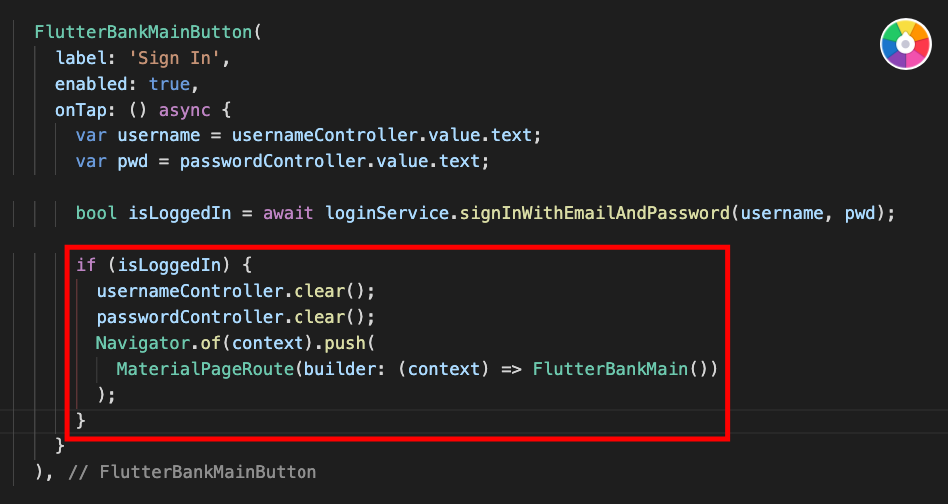 FlutterBankMainButton(
label: 'Sign In',
enabled: true,
onTap: () async {
var username = usernameController.value.text;
var pwd = passwordController.value.text;
bool isLoggedIn = await loginService.signInWithEmailAndPassword(username, pwd);
if (isLoggedIn) {
usernameController.clear();
passwordController.clear();
Navigator.of(context).push(
MaterialPageRoute(builder: (context) => FlutterBankMain())
);
}
}
), // FlutterBankMainButton